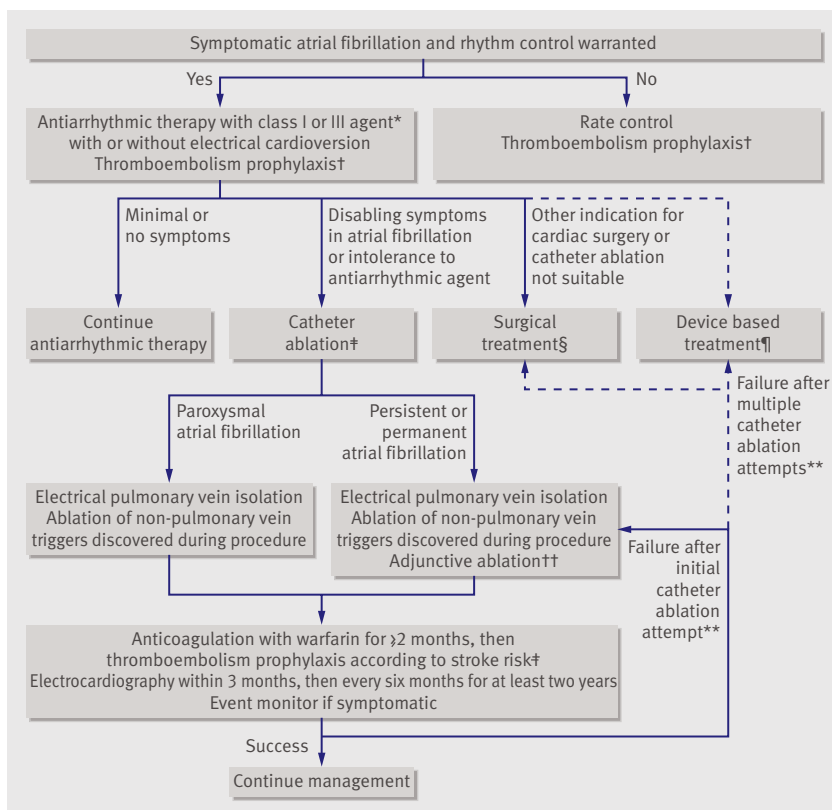 Symptomatic atrial fibrillation and rhythm control warranted
Yes
No
Antiarrhythmic therapy with class I or III agent*
with or without electrical cardioversion
Thromboembolism prophylaxis†
Rate control
Thromboembolism prophylaxis†
Minimal or
no symptoms
Disabling symptoms
in atrial fibrillation
or intolerance to
antiarrhythmic agent
Other indication for
cardiac surgery or
catheter ablation
not suitable
Continue
antiarrhythmic therapy
Catheter
ablation‡
Surgical
treatment§
Device based
treatment¶
Paroxysmal
atrial fibrillation
Persistent or
permanent
atrial fibrillation
Failure after
multiple
catheter
ablation
attempts**
Electrical pulmonary vein isolation
Ablation of non-pulmonary vein
triggers discovered during procedure
Electrical pulmonary vein isolation
Ablation of non-pulmonary vein
triggers discovered during procedure
Adjunctive ablation††
Failure after
initial
catheter
ablation
attempt**
Anticoagulation with warfarin for ≥2 months, then
thromboembolism prophylaxis according to stroke risk‡
Electrocardiography within 3 months, then every six months for at least two years
Event monitor if symptomatic
Success
Continue management